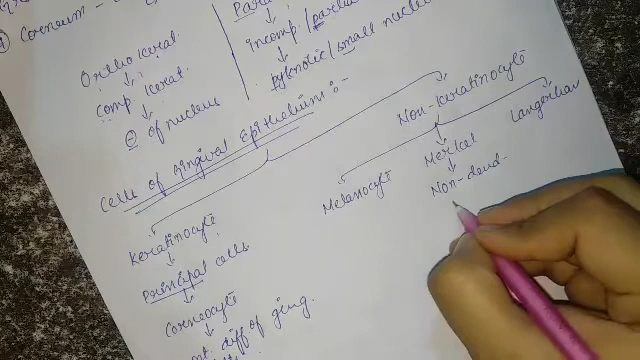 Corneum -
Ortho Kerat.
Comp. Kerat.
⊖ of nucleus
Para
incomp./partial
pyknotic/small nucleu
Cells of gingival Epithelium :-
Keratinocyte
Principal cells
Corneocyte
diff of ging.
Non-keratinocyte
Melanocyte
Merkel
Non-dend-
Langerhan